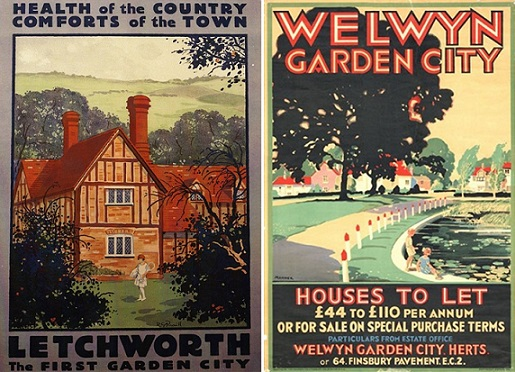 HEALTH of the COUNTRY
COMFORTS of the TOWN
LETCHWORTH
The FIRST GARDEN CITY
WELWYN
GARDEN CITY
HOUSES TO LET
£44 TO £110 PER ANNUM
OR FOR SALE ON SPECIAL PURCHASE TERMS
PARTICULARS FROM ESTATE OFFICE
WELWYN GARDEN CITY, HERTS.
OR 64, FINSBURY PAVEMENT, E.C.2.